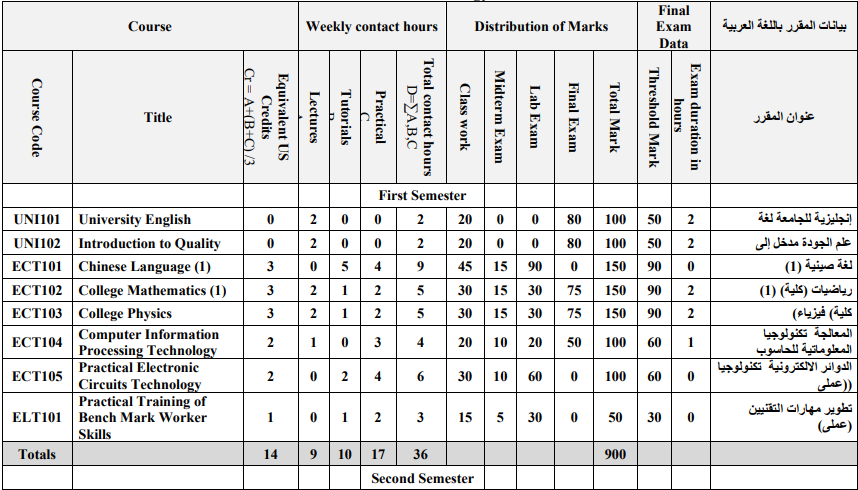 Course Weekly contact hours Distribution of Marks Final Exam Data بيانات المقرر باللغة العربية
Course Code Title Equivalent US Credits Cr = A+(B+C)/3 Lectures Tutorials Practical C Total contact hours D=∑A,B,C Class work Midterm Exam Lab Exam Final Exam Total Mark Threshold Mark Exam duration in hours عنوان المقرر
First Semester
UNI101 University English 0 2 0 0 2 20 0 0 80 100 50 2 إنجليزية للجامعة لغة
UNI102 Introduction to Quality 0 2 0 0 2 20 0 0 80 100 50 2 علم الجودة مدخل إلى
ECT101 Chinese Language (1) 3 0 5 4 9 45 15 90 0 150 90 0 لغة صينية (1)
ECT102 College Mathematics (1) 3 2 1 2 5 30 15 30 75 150 90 2 رياضيات (كلية) (1)
ECT103 College Physics 3 2 1 2 5 30 15 30 75 150 90 2 كلية) فيزياء)
ECT104 Computer Information Processing Technology 2 1 0 3 4 20 10 20 50 100 60 1 المعالجة تكنولوجيا المعلوماتية للحاسوب
ECT105 Practical Electronic Circuits Technology 2 0 2 4 6 30 10 60 0 100 60 0 الدوائر الالكترونية تكنولوجيا ((عملى
ELT101 Practical Training of Bench Mark Worker Skills 1 0 1 2 3 15 5 30 0 50 30 0 تطوير مهارات التقنيين (عملى)
Totals 14 9 10 17 36 900
Second Semester